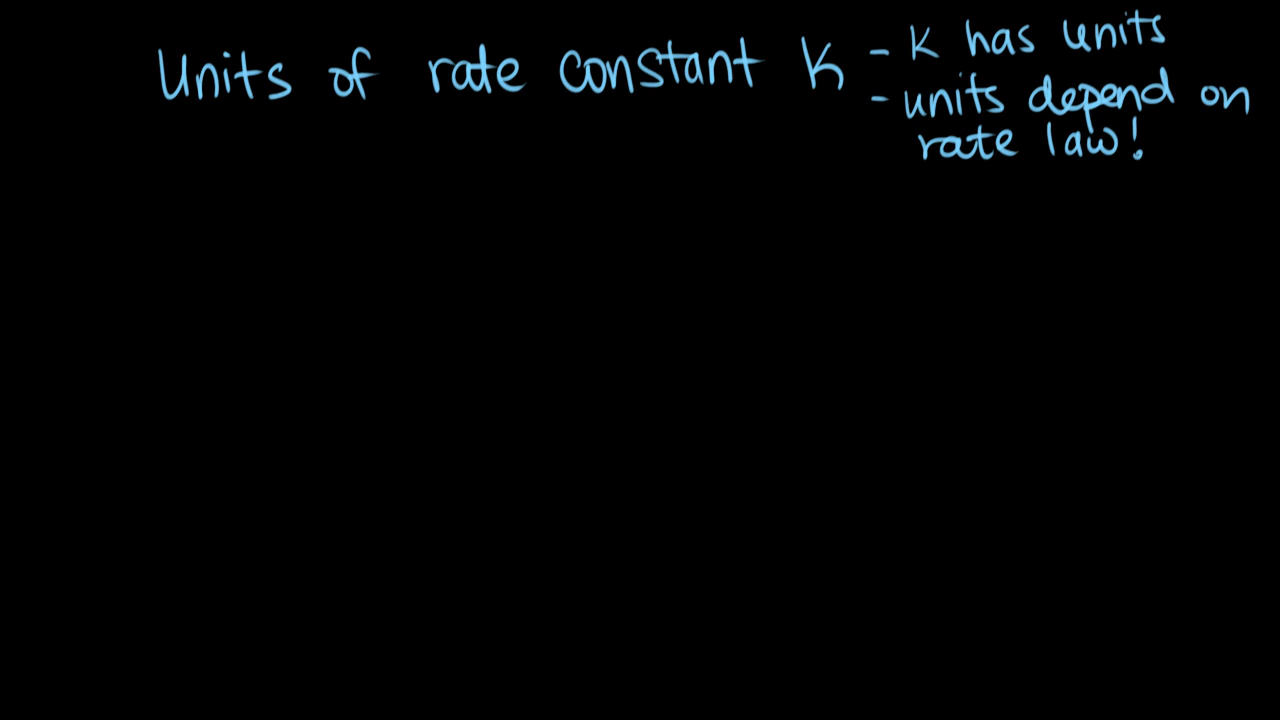 Units of rate constant k
- K has units
- units depend on
rate law!